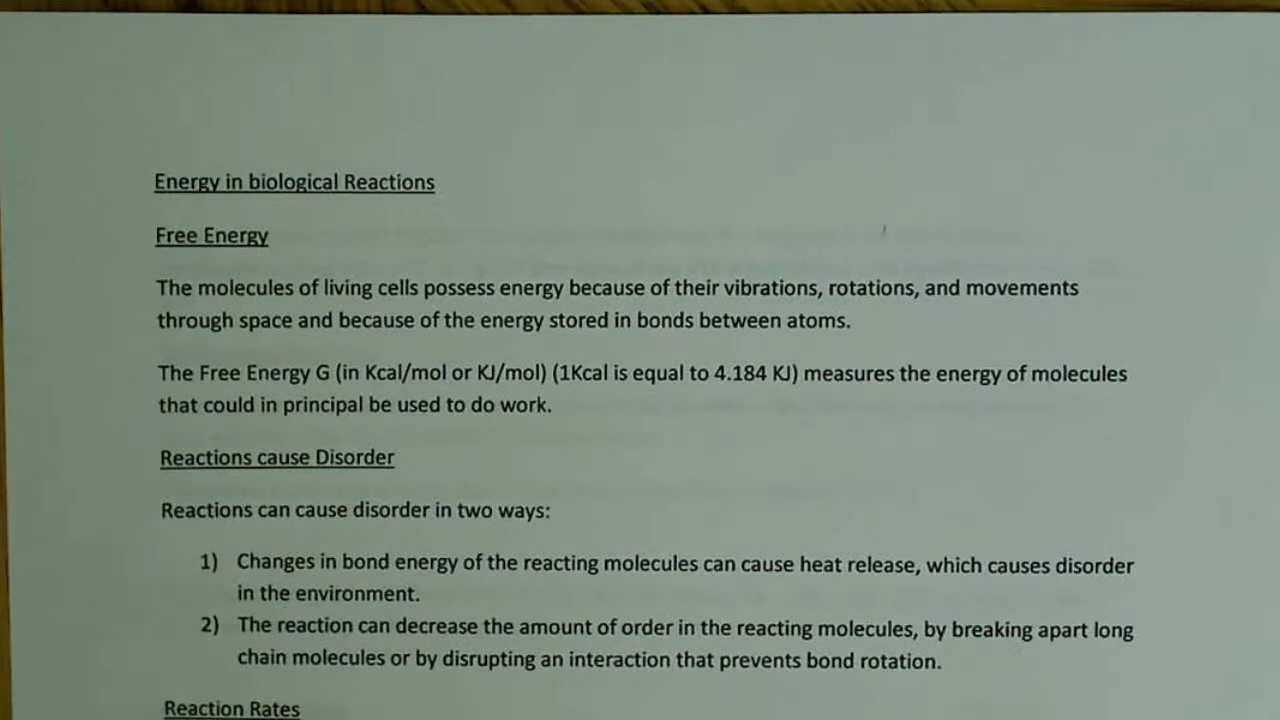 Energy in biological Reactions
Free Energy
The molecules of living cells possess energy because of their vibrations, rotations, and movements
through space and because of the energy stored in bonds between atoms.
The Free Energy G (in Kcal/mol or KJ/mol) (1Kcal is equal to 4.184 KJ) measures the energy of molecules
that could in principal be used to do work.
Reactions cause Disorder
Reactions can cause disorder in two ways:
1) Changes in bond energy of the reacting molecules can cause heat release, which causes disorder
in the environment.
2) The reaction can decrease the amount of order in the reacting molecules, by breaking apart long
chain molecules or by disrupting an interaction that prevents bond rotation.
Reaction Rates